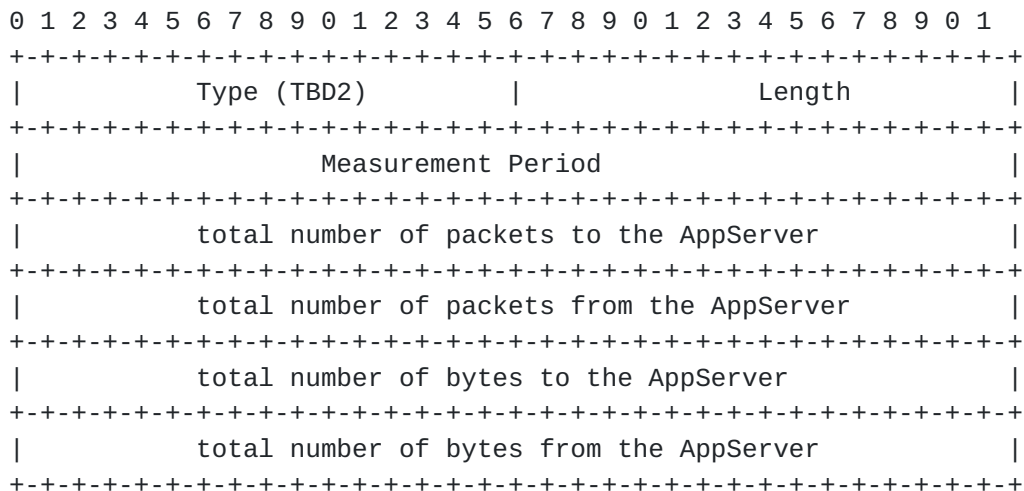 0 1 2 3 4 5 6 7 8 9 0 1 2 3 4 5 6 7 8 9 0 1 2 3 4 5 6 7 8 9 0 1
+-+-+-+-+-+-+-+-+-+-+-+-+-+-+-+-+-+-+-+-+-+-+-+-+-+-+-+-+-+-+-+-+
|           Type (TBD2)         |               Length          |
+-+-+-+-+-+-+-+-+-+-+-+-+-+-+-+-+-+-+-+-+-+-+-+-+-+-+-+-+-+-+-+-+
|                   Measurement Period                          |
+-+-+-+-+-+-+-+-+-+-+-+-+-+-+-+-+-+-+-+-+-+-+-+-+-+-+-+-+-+-+-+-+
|           total number of packets to the AppServer            |
+-+-+-+-+-+-+-+-+-+-+-+-+-+-+-+-+-+-+-+-+-+-+-+-+-+-+-+-+-+-+-+-+
|           total number of packets from the AppServer          |
+-+-+-+-+-+-+-+-+-+-+-+-+-+-+-+-+-+-+-+-+-+-+-+-+-+-+-+-+-+-+-+-+
|           total number of bytes to the AppServer              |
+-+-+-+-+-+-+-+-+-+-+-+-+-+-+-+-+-+-+-+-+-+-+-+-+-+-+-+-+-+-+-+-+
|           total number of bytes from the AppServer            |
+-+-+-+-+-+-+-+-+-+-+-+-+-+-+-+-+-+-+-+-+-+-+-+-+-+-+-+-+-+-+-+-+